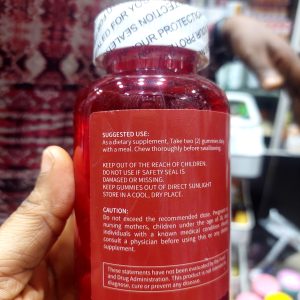 FOR YOUR PROTECTION
SUGGESTED USE:
As a dietary supplement, Take two (2) gummies daily
with a meal. Chew thoroughly before swallowing.
KEEP OUT OF THE REACH OF CHILDREN.
DO NOT USE IF SAFETY SEAL IS
DAMAGED OR MISSING.
KEEP GUMMIES OUT OF DIRECT SUNLIGHT
STORE IN A COOL, DRY PLACE.
CAUTION:
Do not exceed the recommended dose. Pregnant
nursing mothers, children under the age of
individuals with a known medical condition
consult a physician before using this or any
supplement.
These statements have not been evaluated
and Drug Administration. This product is not
diagnose, cure or prevent any disease.